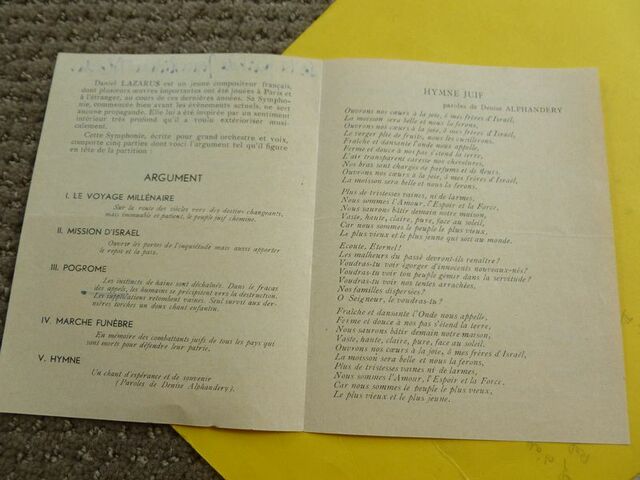 Daniel LAZARUS est un jeune compositeur français,
dont plusieurs œuvres importantes ont été jouées à Paris et
à l'étranger, au cours de ces dernières années. Sa Sympho-
nie, commencée bien avant les événements actuels, ne sert
aucune propagande. Elle lui a été inspirée par un sentiment
intérieur très profond qu'il a voulu extérioriser musi-
calement.
Cette Symphonie, écrite pour grand orchestre et voix,
comporte cinq parties dont voici l'argument tel qu'il figure
en tête de la partition :
ARGUMENT
I. LE VOYAGE MILLÉNAIRE
Sur la route des siècles vers des destins changeants,
mais immuable et patient, le peuple juif chemine.
II. MISSION D'ISRAEL
Ouvrir les portes de l'inquiétude mais aussi apporter
le repos et la paix.
III. POGROME
Les instincts de haine sont déchaînés. Dans le fracas
des appels, les hommes se précipitent vers la destruction.
Les supplications retombent vaines. Seul survit aux der-
nières torches un doux chant enfantin.
IV. MARCHE FUNÈBRE
En mémoire des combattants juifs de tous les pays qui
sont morts pour défendre leur patrie.
V. HYMNE
Un chant d'espérance et de souvenir
(Paroles de Denise Alphandery).
HYMNE JUIF
paroles de Denise ALPHANDERY
Ouvrons nos cœurs à la joie, ô mes frères d'Israël,
La moisson sera belle et nous la ferons,
Ouvrons nos cœurs à la joie, ô mes frères d'Israël,
Le verger plie de fruits, nous les cueillerons.
Fraîche et dansante l'onde nous appelle,
Ferme et douce à nos pas s'étend la terre,
L'air transparent caresse nos chevelures,
Nos bras sont chargés de parfums et de fleurs.
Ouvrons nos cœurs à la joie, ô mes frères d'Israël,
La moisson sera belle et nous la ferons.
Plus de tristesses vaines, ni de larmes,
Nous sommes l'Amour, l'Espoir et la Force,
Nous saurons bâtir demain notre maison,
Vaste, haute, claire, pure, face au soleil,
Car nous sommes le peuple le plus vieux,
Le plus vieux et le plus jeune qui soit au monde.
Ecoute, Eternel!
Les malheurs du passé devront-ils renaître?
Voudras-tu voir égorger d'innocents nouveaux-nés?
Voudras-tu voir ton peuple gémir dans la servitude?
Voudras-tu voir nos tentes arrachées,
Nos familles dispersées?
O Seigneur, le voudras-tu?
Fraîche et dansante l'Onde nous appelle,
Ferme et douce à nos pas s'étend la terre,
Nous saurons bâtir demain notre maison,
Vaste, haute, claire, pure, face au soleil.
Ouvrons nos cœurs à la joie, ô mes frères d'Israël,
La moisson sera belle et nous la ferons,
Plus de tristesses vaines ni de larmes,
Nous sommes l'Amour, l'Espoir et la Force,
Car nous sommes le peuple le plus vieux,
Le plus vieux et le plus jeune.